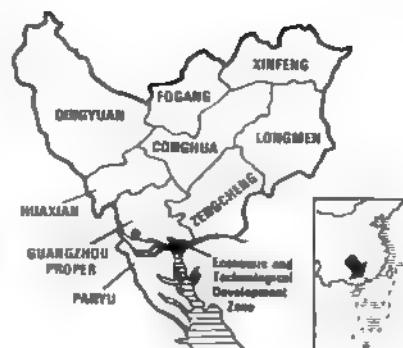 XINFENG
FOGANG
QINGYUAN
LONGMEN
CONGHUA
ZENGCHENG
HUAXIAN
GUANGZHOU
PROPER
PANYU
Economic and
Technological
Development
Zone